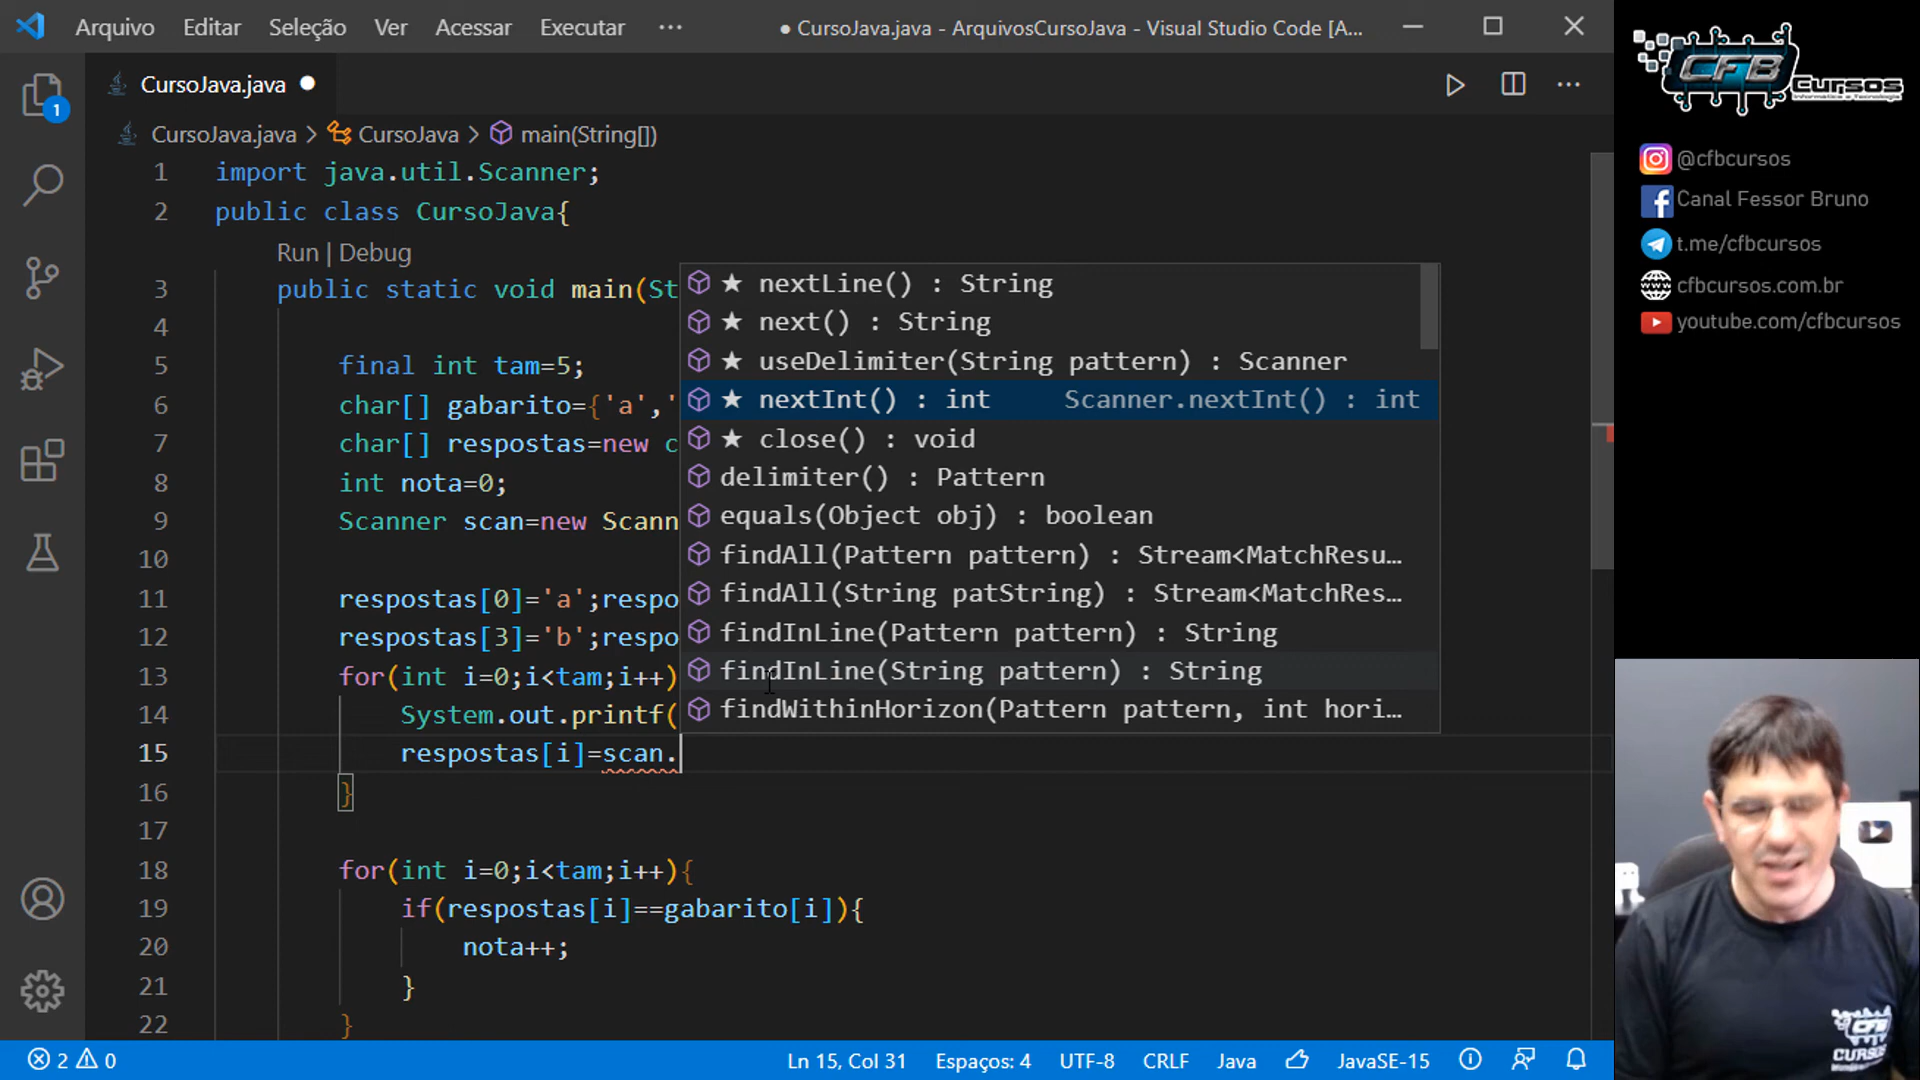 Arquivo Editar Seleção Ver Acessar Executar ··· ● CursoJava.java - ArquivosCursoJava - Visual Studio Code [A...
CursoJava.java
CursoJava.java > CursoJava > main(String[])
1 import java.util.Scanner;
2 public class CursoJava{
Run | Debug
3 public static void main(St
4
5 final int tam=5;
6 char[] gabarito={'a','
7 char[] respostas=new c
8 int nota=0;
9 Scanner scan=new Scann
10
11 respostas[0]='a';respo
12 respostas[3]='b';respo
13 for(int i=0;i<tam;i++)
14 System.out.printf(
15 respostas[i]=scan.
16 }
17
18 for(int i=0;i<tam;i++){
19 if(respostas[i]==gabarito[i]){
20 nota++;
21 }
22 }
★ nextLine() : String
★ next() : String
★ useDelimiter(String pattern) : Scanner
★ nextInt() : int Scanner.nextInt() : int
★ close() : void
delimiter() : Pattern
equals(Object obj) : boolean
findAll(Pattern pattern) : Stream<MatchResu...
findAll(String patString) : Stream<MatchRes...
findInLine(Pattern pattern) : String
findInLine(String pattern) : String
findWithinHorizon(Pattern pattern, int hori...
1
2 0 Ln 15, Col 31 Espaços: 4 UTF-8 CRLF Java JavaSE-15
CFB Cursos
Informática e Tecnologia
@cfbcursos
Canal Fessor Bruno
t.me/cfbcursos
cfbcursos.com.br
youtube.com/cfbcursos
CFB
CURSOS